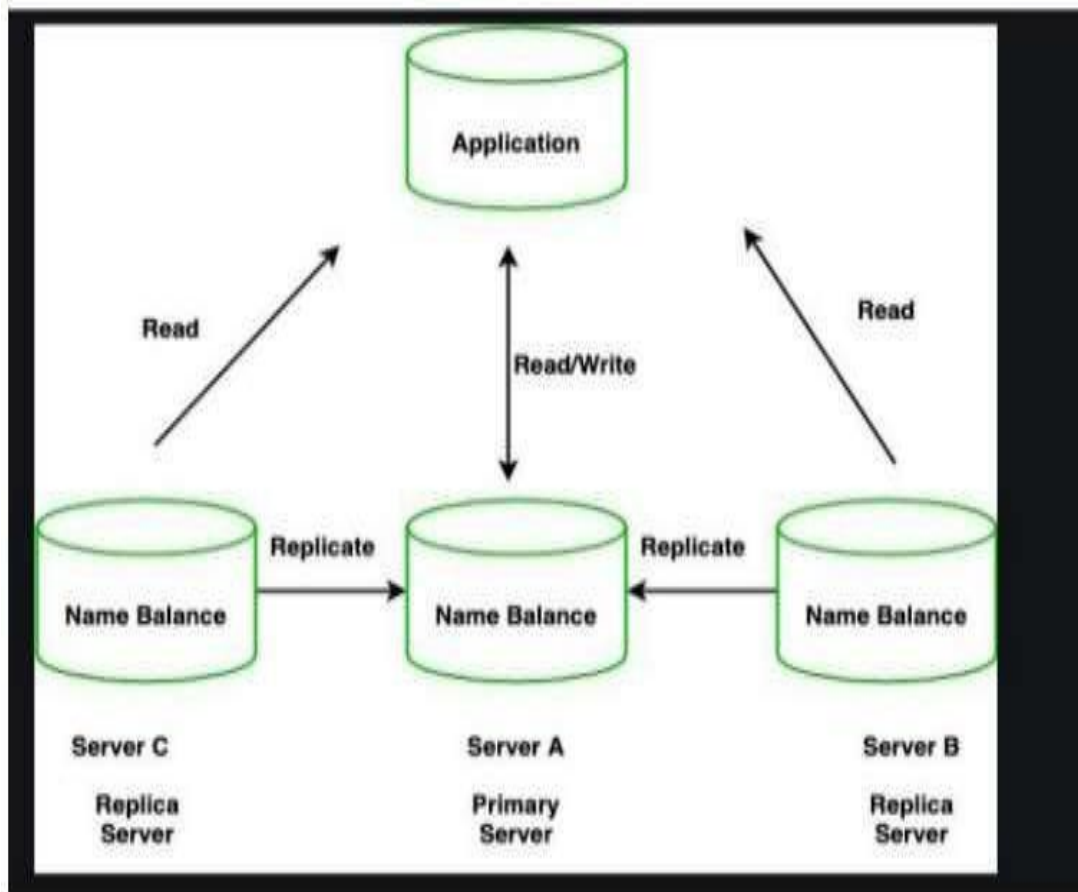 Application
Read
Read
Read/Write
Replicate
Replicate
Name Balance
Name Balance
Name Balance
Server C
Server A
Server B
Replica
Server
Primary
Server
Replica
Server